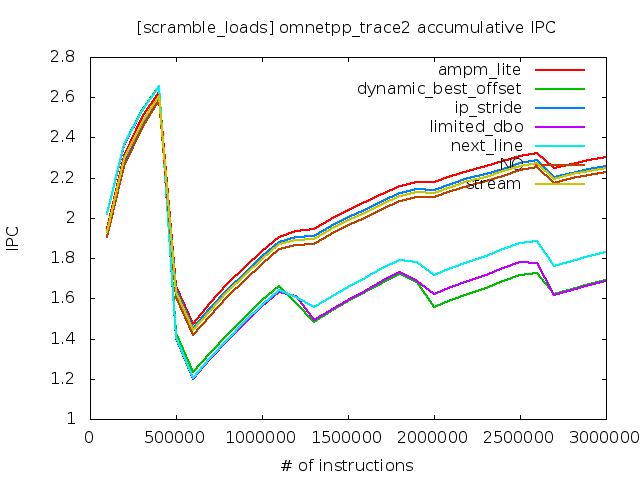 [scramble_loads] omnetpp_trace2 accumulative IPC
2.8
2.6
2.4
2.2
2
1.8
1.6
1.4
1.2
1
IPC
ampm_lite
dynamic_best_offset
ip_stride
limited_dbo
next_line
NO
stream
0 500000 1000000 1500000 2000000 2500000 3000000
# of instructions